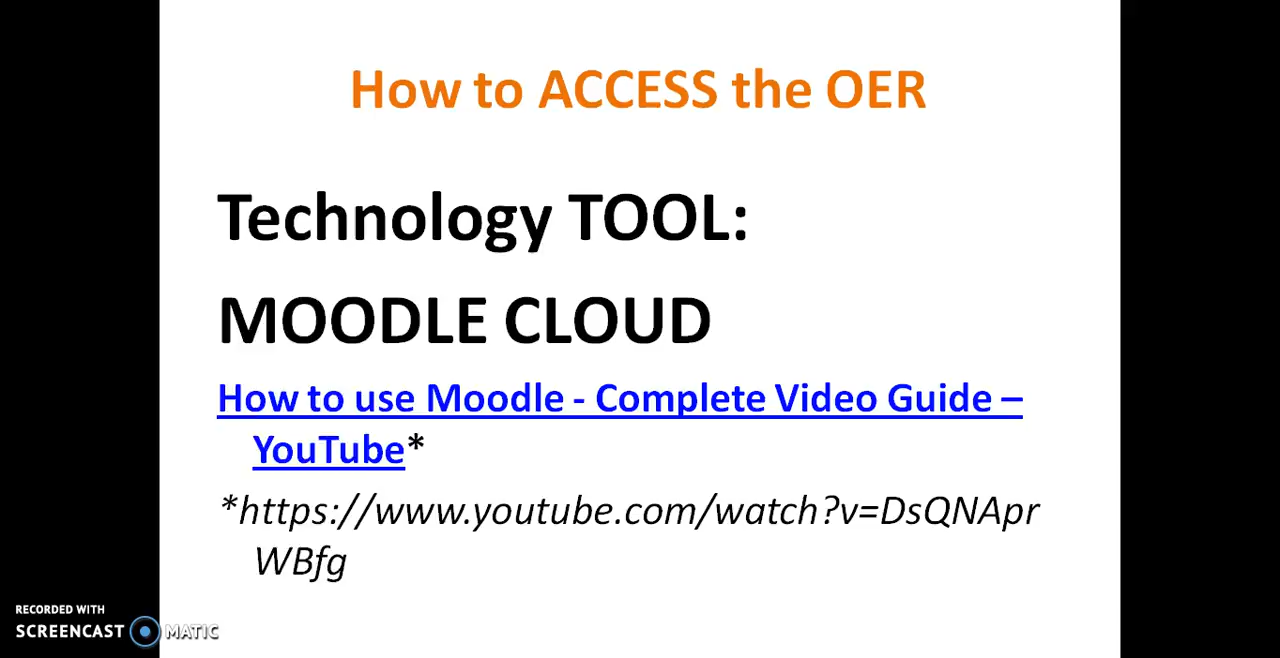 How to ACCESS the OER
Technology TOOL:
MOODLE CLOUD
How to use Moodle - Complete Video Guide –
YouTube*
*https://www.youtube.com/watch?v=DsQNApr
WBfg
RECORDED WITH
SCREENCAST MATIC